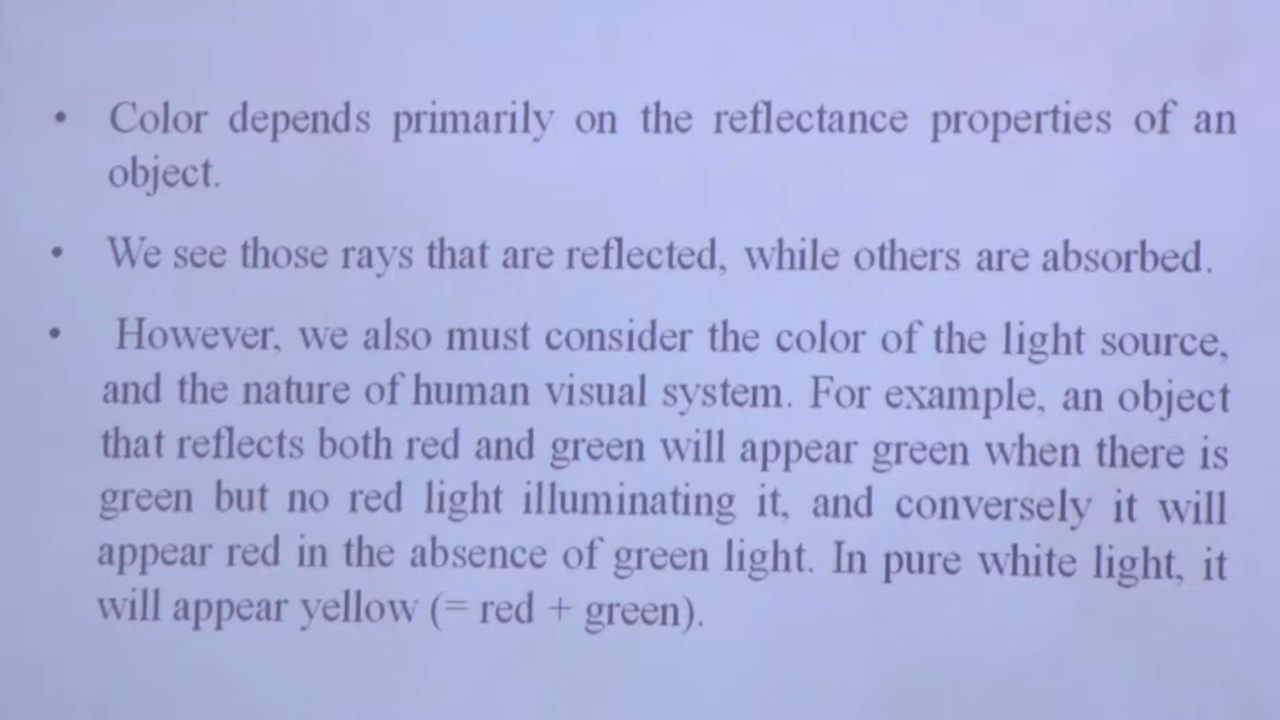 • Color depends primarily on the reflectance properties of an
object.
• We see those rays that are reflected, while others are absorbed.
• However, we also must consider the color of the light source,
and the nature of human visual system. For example, an object
that reflects both red and green will appear green when there is
green but no red light illuminating it, and conversely it will
appear red in the absence of green light. In pure white light, it
will appear yellow (= red + green).